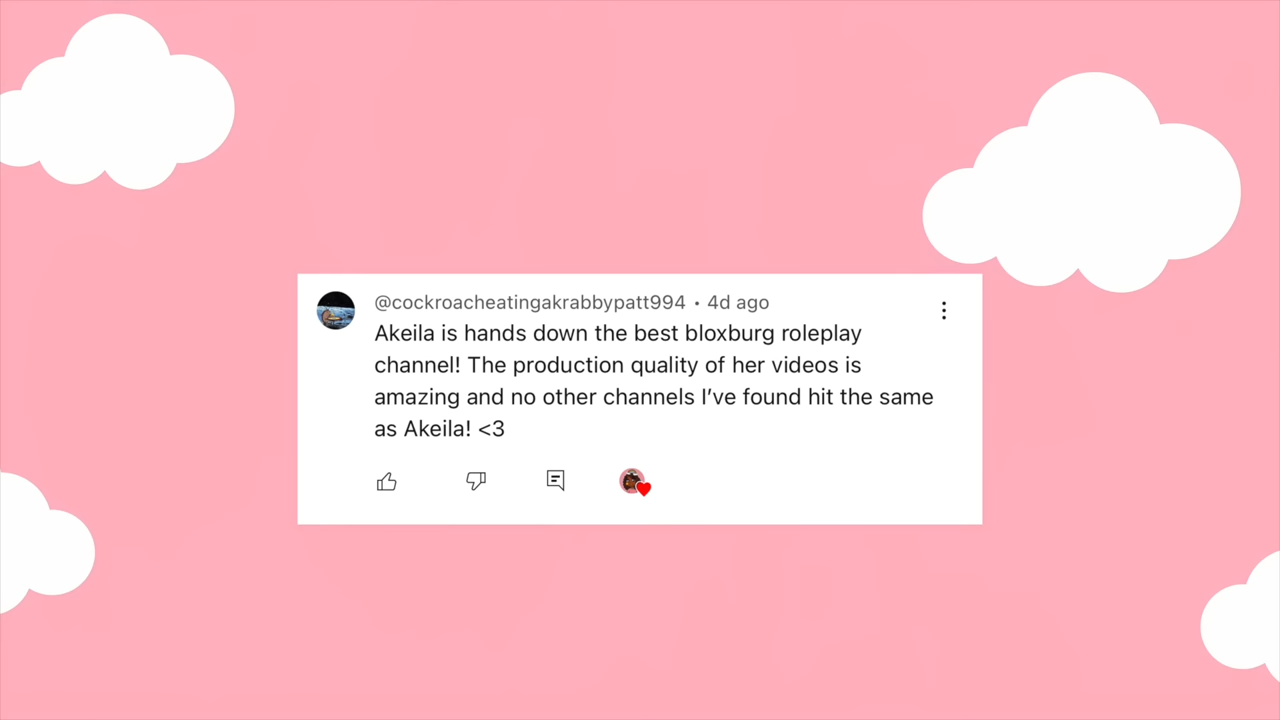 @cockroacheatingakrabbypatt994 • 4d ago
Akeila is hands down the best bloxburg roleplay
channel! The production quality of her videos is
amazing and no other channels I’ve found hit the same
as Akeila! <3